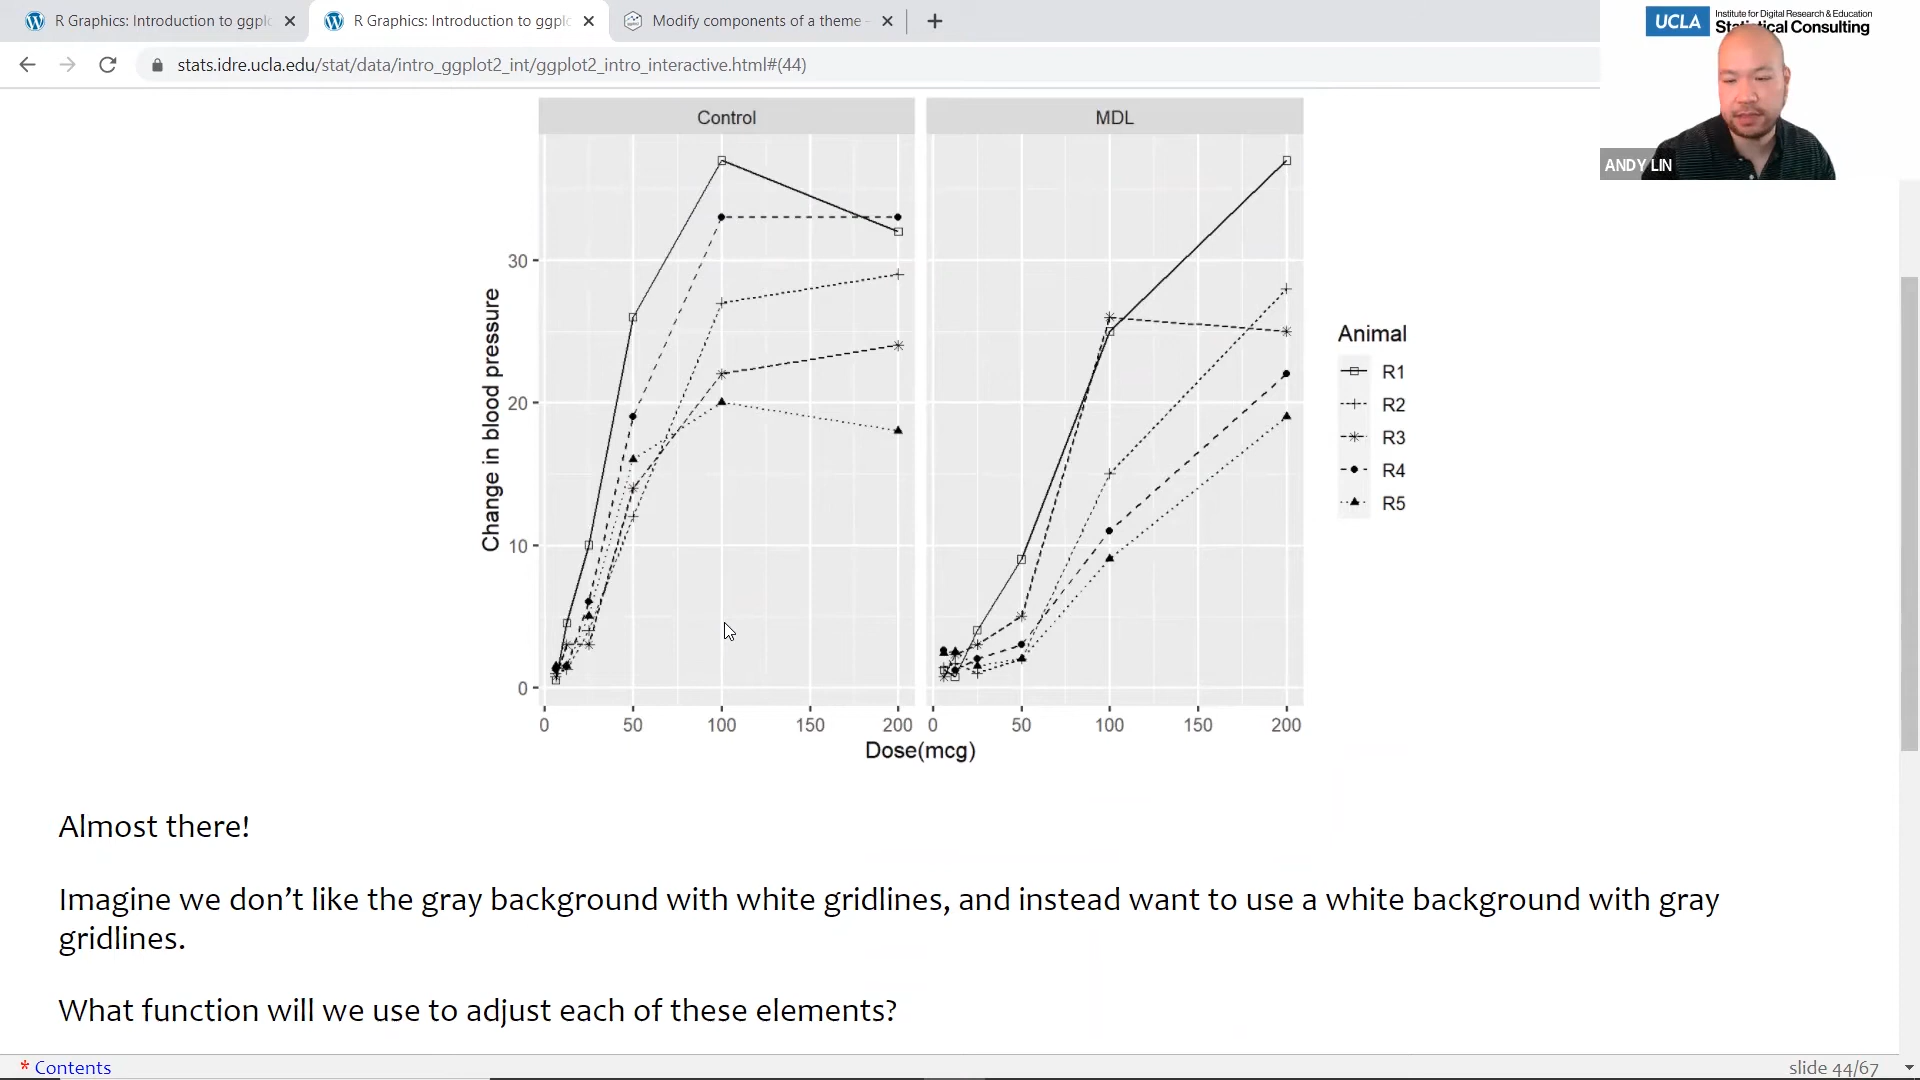 R Graphics: Introduction to ggpl
R Graphics: Introduction to ggplo
Modify components of a theme -
stats.idre.ucla.edu/stat/data/intro_ggplot2_int/ggplot2_intro_interactive.html#(44)
UCLA
Institute for Digital Research & Education
Statistical Consulting
ANDY LIN
Control
MDL
30
20
10
0
Change in blood pressure
0 50 100 150 200
0 50 100 150 200
Dose(mcg)
Animal
R1
R2
R3
R4
R5
Almost there!
Imagine we don’t like the gray background with white gridlines, and instead want to use a white background with gray
gridlines.
What function will we use to adjust each of these elements?
* Contents
slide 44/67